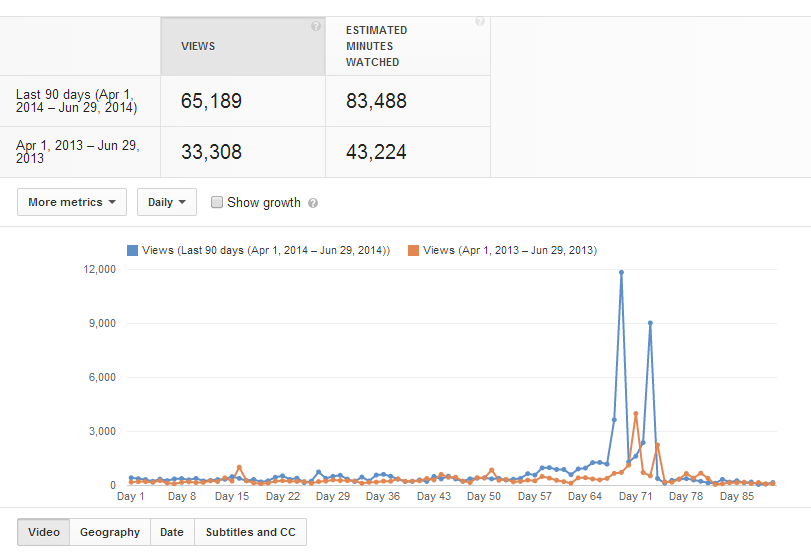 VIEWS
?
ESTIMATED
MINUTES
WATCHED
?
Last 90 days (Apr 1,
2014 – Jun 29, 2014)
65,189
83,488
Apr 1, 2013 – Jun 29,
2013
33,308
43,224
More metrics
Daily
Show growth
?
Views (Last 90 days (Apr 1, 2014 – Jun 29, 2014))
Views (Apr 1, 2013 – Jun 29, 2013)
12,000
9,000
6,000
3,000
0
Day 1 Day 8 Day 15 Day 22 Day 29 Day 36 Day 43 Day 50 Day 57 Day 64 Day 71 Day 78 Day 85
Video Geography Date Subtitles and CC